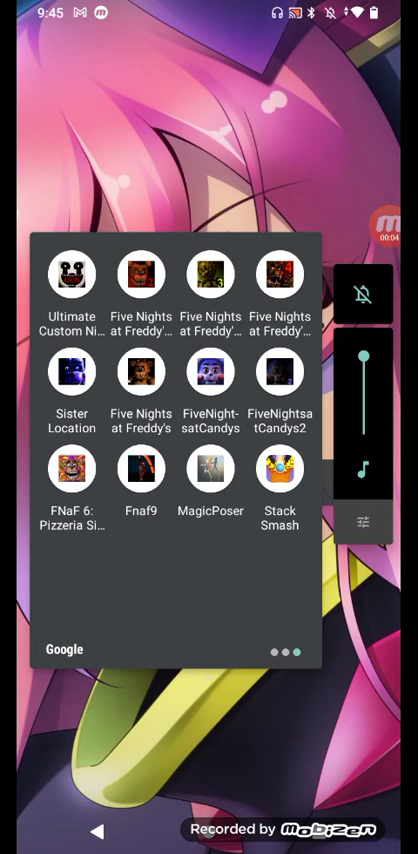 9:45
00:04
Ultimate
Custom Ni...
Five Nights
at Freddy'...
Five Nights
at Freddy'...
Five Nights
at Freddy'...
Sister
Location
Five Nights
at Freddy's
FiveNight-
satCandys
FiveNightsa
tCandys2
FNaF 6:
Pizzeria Si...
Fnaf9
MagicPoser
Stack
Smash
Google
Recorded by mobizen